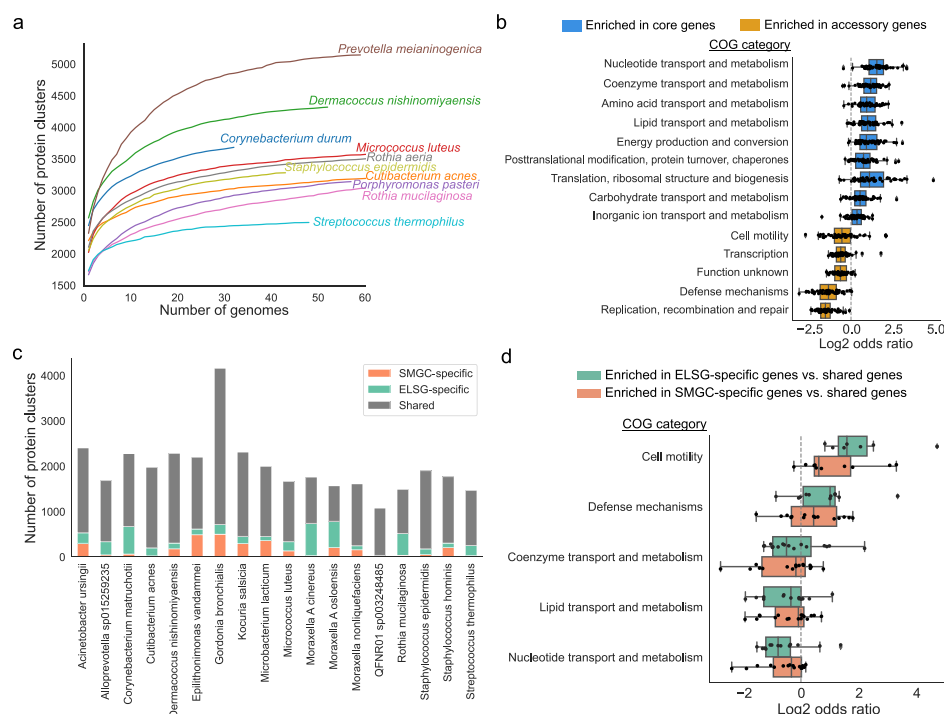 a
Number of protein clusters
5000
4500
4000
3500
3000
2500
2000
1500
0
10
20
30
40
50
60
Number of genomes
Prevotella meianinogenica
Dermacoccus nishinomiyaensis
Corynebacterium durum
Micrococcus luteus
Rothia aeria
Staphylococcus epidermidis
Cutibacterium acnes
Porphyromonas pasteri
Rothia mucilaginosa
Streptococcus thermophilus
b
Enriched in core genes
Enriched in accessory genes
COG category
Nucleotide transport and metabolism
Coenzyme transport and metabolism
Amino acid transport and metabolism
Lipid transport and metabolism
Energy production and conversion
Posttranslational modification, protein turnover, chaperones
Translation, ribosomal structure and biogenesis
Carbohydrate transport and metabolism
Inorganic ion transport and metabolism
Cell motility
Transcription
Function unknown
Defense mechanisms
Replication, recombination and repair
−2.5
0.0
2.5
5.0
Log2 odds ratio
c
Number of protein clusters
4000
3000
2000
1000
0
SMGC-specific
ELSG-specific
Shared
Acinetobacter ursingii
Alloprevotella sp015259235
Corynebacterium matruchotii
Cutibacterium acnes
Dermacoccus nishinomiyaensis
Epilithonimonas vandammei
Gordonia bronchialis
Kocuria salsicia
Microbacterium lacticum
Micrococcus luteus
Moraxella A cinereus
Moraxella A osloensis
Moraxella nonliquefaciens
QFNR01 sp003248485
Rothia mucilaginosa
Staphylococcus epidermidis
Staphylococcus hominis
Streptococcus thermophilus
d
Enriched in ELSG-specific genes vs. shared genes
Enriched in SMGC-specific genes vs. shared genes
COG category
Cell motility
Defense mechanisms
Coenzyme transport and metabolism
Lipid transport and metabolism
Nucleotide transport and metabolism
−2
0
2
4
Log2 odds ratio